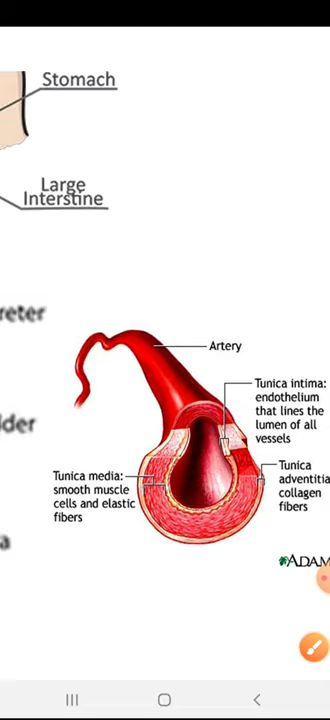 Stomach
Large
Interstine
reter
lder
a
Artery
Tunica intima:
endothelium
that lines the
lumen of all
vessels
Tunica media:
smooth muscle
cells and elastic
fibers
Tunica
adventitia
collagen
fibers
ADAM